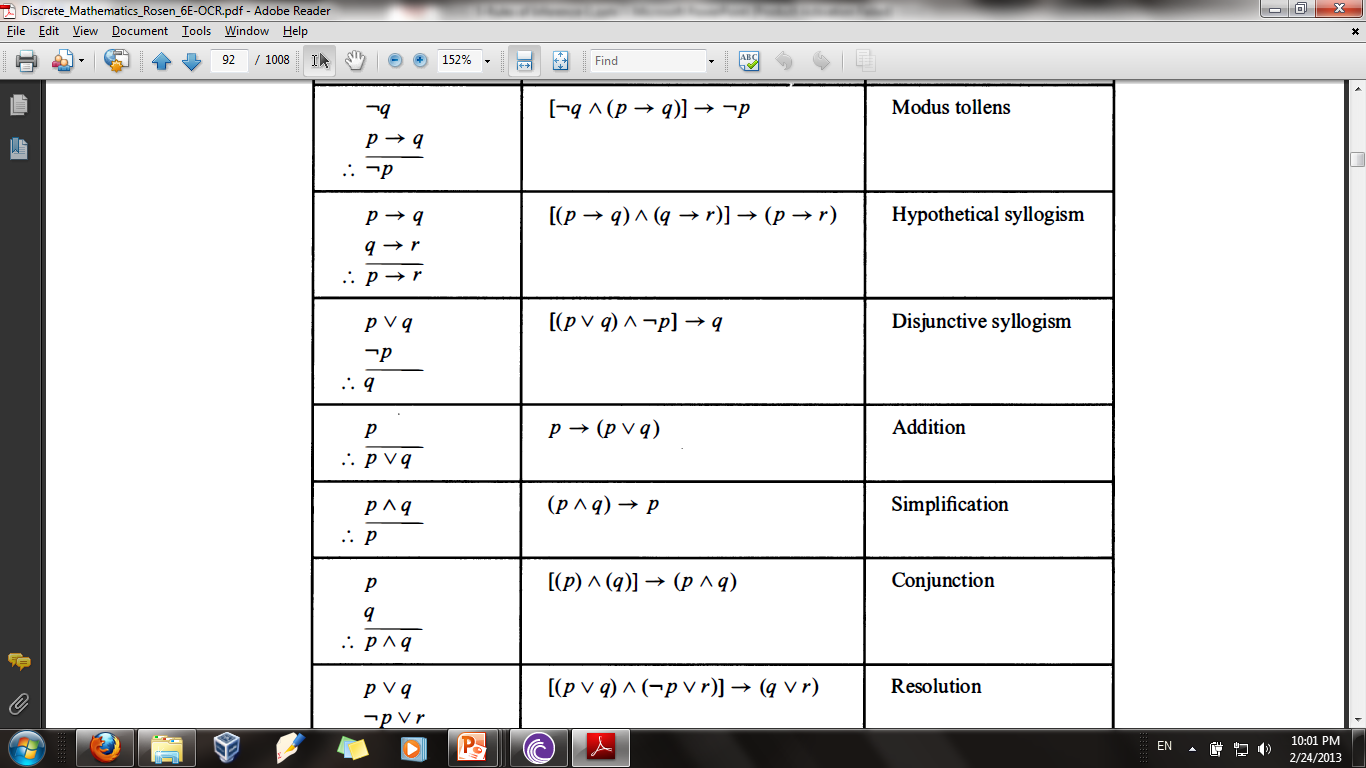 Discrete_Mathematics_Rosen_6E-OCR.pdf - Adobe Reader
File Edit View Document Tools Window Help
92 / 1008 152% Find
¬q [¬q ∧ (p → q)] → ¬p Modus tollens
p → q
∴ ¬p
p → q [(p → q) ∧ (q → r)] → (p → r) Hypothetical syllogism
q → r
∴ p → r
p ∨ q [(p ∨ q) ∧ ¬p] → q Disjunctive syllogism
¬p
∴ q
p p → (p ∨ q) Addition
∴ p ∨ q
p ∧ q (p ∧ q) → p Simplification
∴ p
p [(p) ∧ (q)] → (p ∧ q) Conjunction
q
∴ p ∧ q
p ∨ q [(p ∨ q) ∧ (¬p ∨ r)] → (q ∨ r) Resolution
¬p ∨ r
EN 10:01 PM
2/24/2013